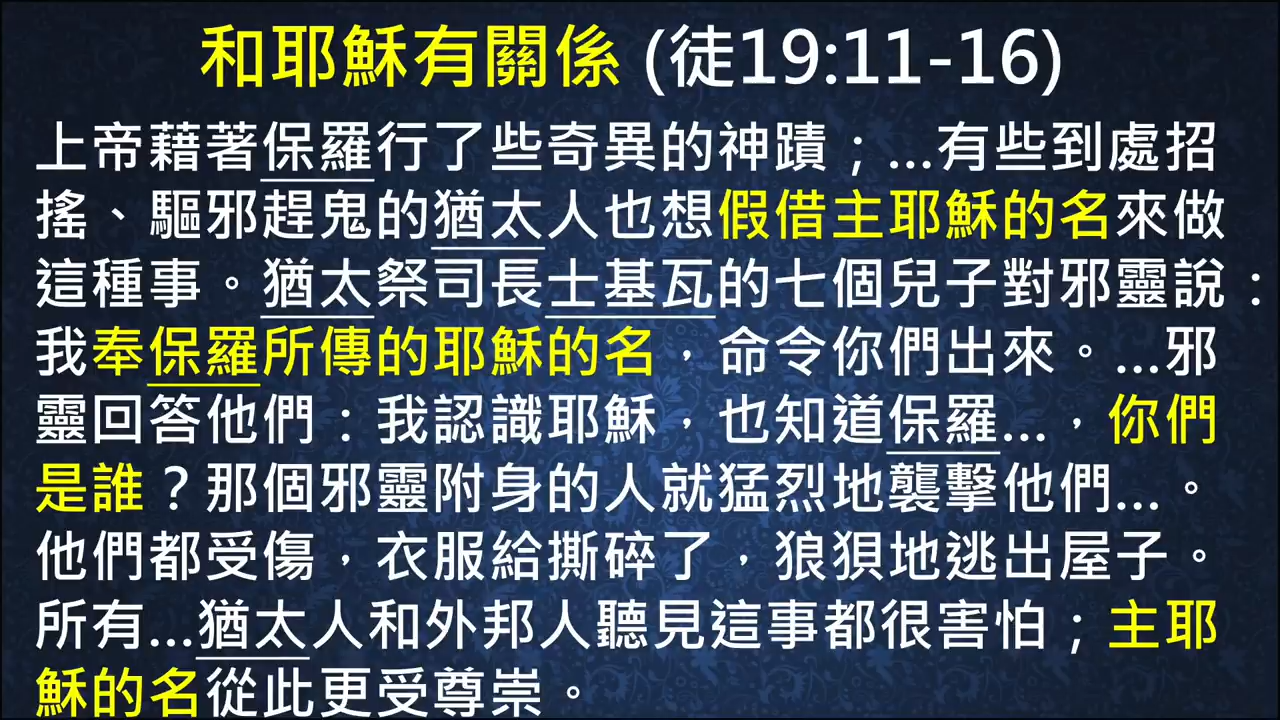 和耶穌有關係 (徒19:11-16)
上帝藉著保羅行了些奇異的神蹟；…有些到處招
搖、驅邪趕鬼的猶太人也想假借主耶穌的名來做
這種事。猶太祭司長士基瓦的七個兒子對邪靈說：
我奉保羅所傳的耶穌的名，命令你們出來。…邪
靈回答他們：我認識耶穌，也知道保羅…，你們
是誰？那個邪靈附身的人就猛烈地襲擊他們…。
他們都受傷，衣服給撕碎了，狼狽地逃出屋子。
所有…猶太人和外邦人聽見這事都很害怕；主耶
穌的名從此更受尊崇。